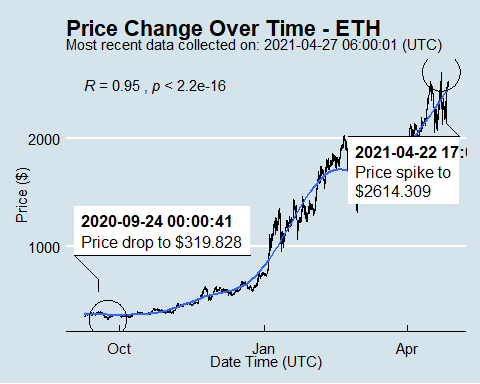 Price Change Over Time - ETH
Most recent data collected on: 2021-04-27 06:00:01 (UTC)
R = 0.95 , p < 2.2e-16
2000
1000
Price ($)
2021-04-22 17:0
Price spike to
$2614.309
2020-09-24 00:00:41
Price drop to $319.828
Oct
Jan
Apr
Date Time (UTC)